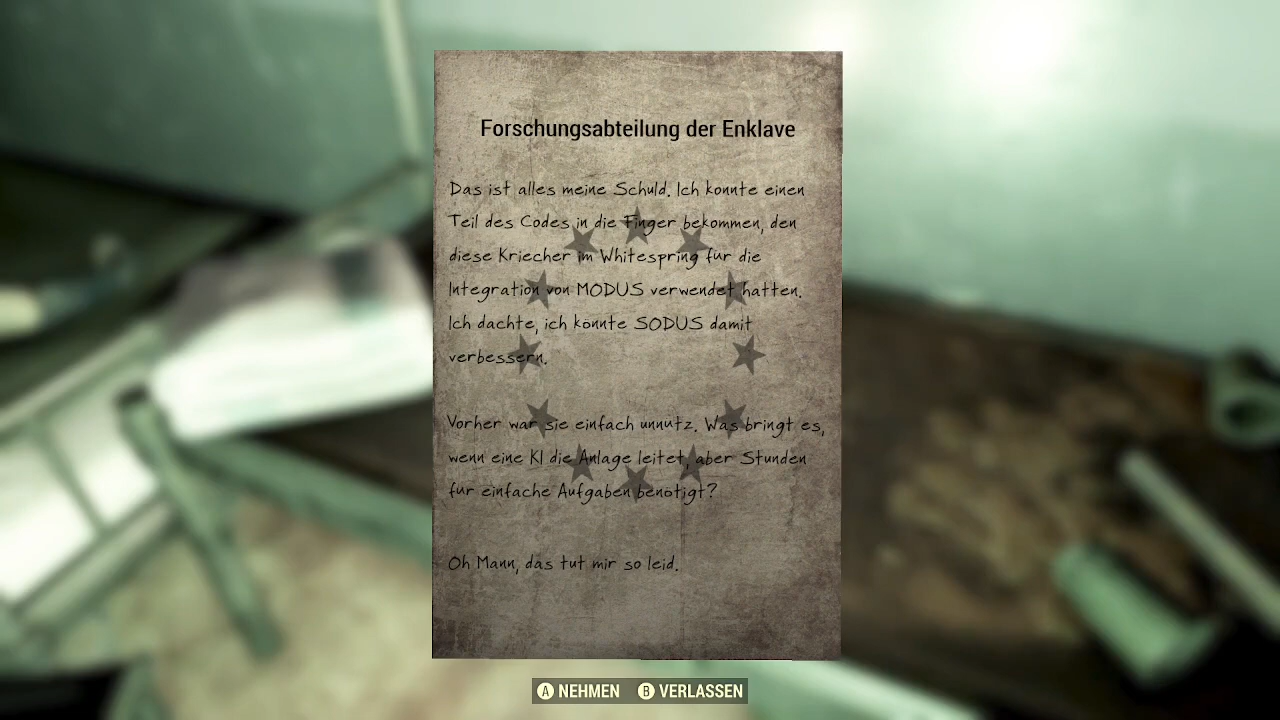 Forschungsabteilung der Enklave
Das ist alles meine Schuld. Ich konnte einen
Teil des Codes in die Finger bekommen, den
diese Kriecher im Whitespring für die
Integration von MODUS verwendet hatten.
Ich dachte, ich könnte SODUS damit
verbessern.
Vorher war sie einfach unnütz. Was bringt es,
wenn eine KI die Anlage leitet, aber Stunden
für einfache Aufgaben benötigt?
Oh Mann, das tut mir so leid.
A NEHMEN B VERLASSEN